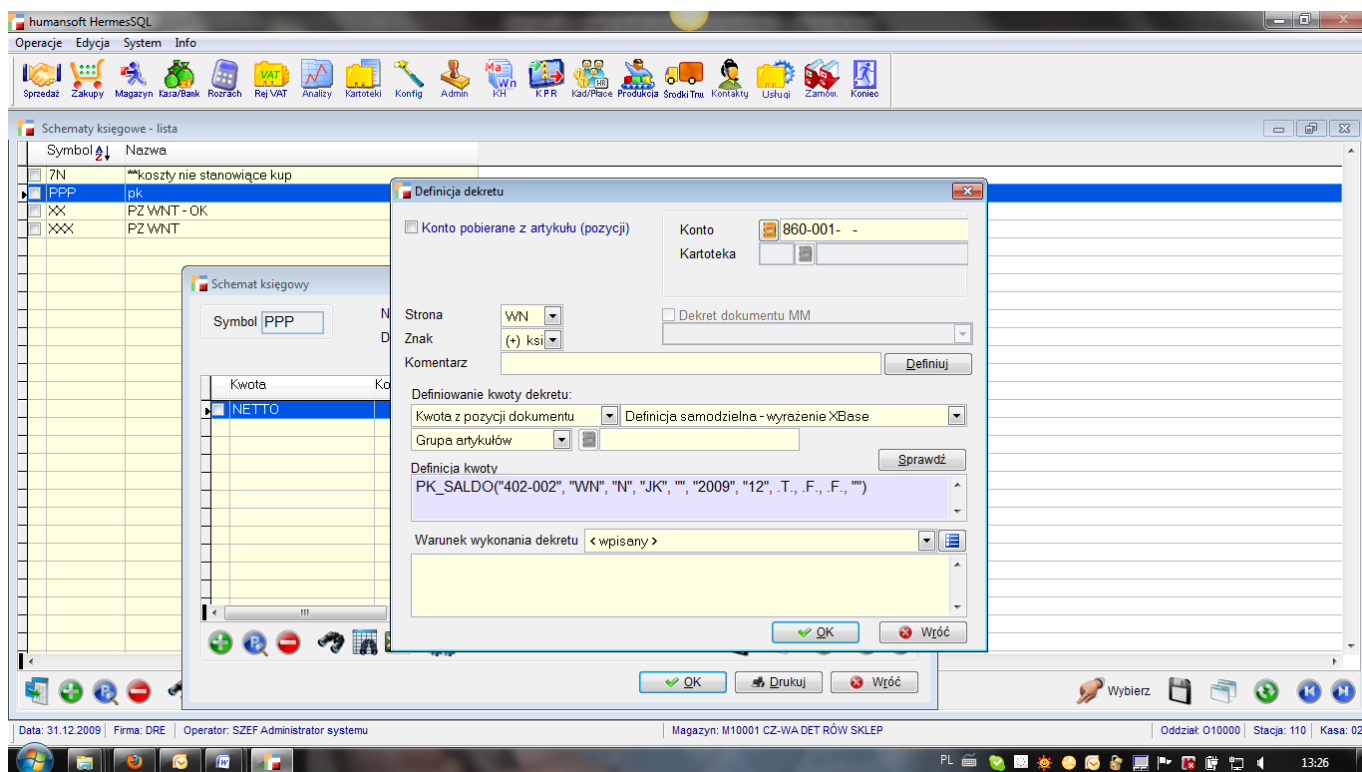 humansoft HermesSQL
Operacje Edycja System Info
Sprzedaż Zakupy Magazyn Kasa/Bank Rozrach Rej VAT Analizy Kartoteki Konfig Admin KH K P R Kad/Płace Produkcja Środki Trw. Kontakty Usługi Zamów. Koniec
Schematy księgowe - lista
Symbol Nazwa
7N **koszty nie stanowiące kup
PPP pk
XX PZ WNT - OK
XXX PZ WNT
Schemat księgowy
Symbol PPP N
D
Kwota Ko
NETTO
OK Drukuj Wróć
Definicja dekretu
Konto pobierane z artykułu (pozycji) Konto 860-001- -
Kartoteka
Strona WN Dekret dokumentu MM
Znak (+) ksi
Komentarz Definiuj
Definiowanie kwoty dekretu:
Kwota z pozycji dokumentu Definicja samodzielna - wyrażenie XBase
Grupa artykułów
Sprawdź
Definicja kwoty
PK_SALDO("402-002", "WN", "N", "JK", "", "2009", "12", .T., .F., .F., "")
Warunek wykonania dekretu < wpisany >
OK Wróć
Wybierz
Data: 31.12.2009 Firma: DRE Operator: SZEF Administrator systemu Magazyn: M10001 CZ-WA DET RÓW SKLEP Oddział: O10000 Stacja: 110 Kasa: 02
PL 13:26